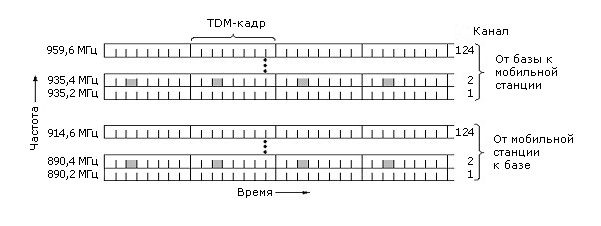 TDM-кадр
Канал
959,6 МГц
124
935,4 МГц
2
935,2 МГц
1
От базы к
мобильной
станции
Частота
914,6 МГц
124
890,4 МГц
2
890,2 МГц
1
От мобильной
станции
к базе
Время